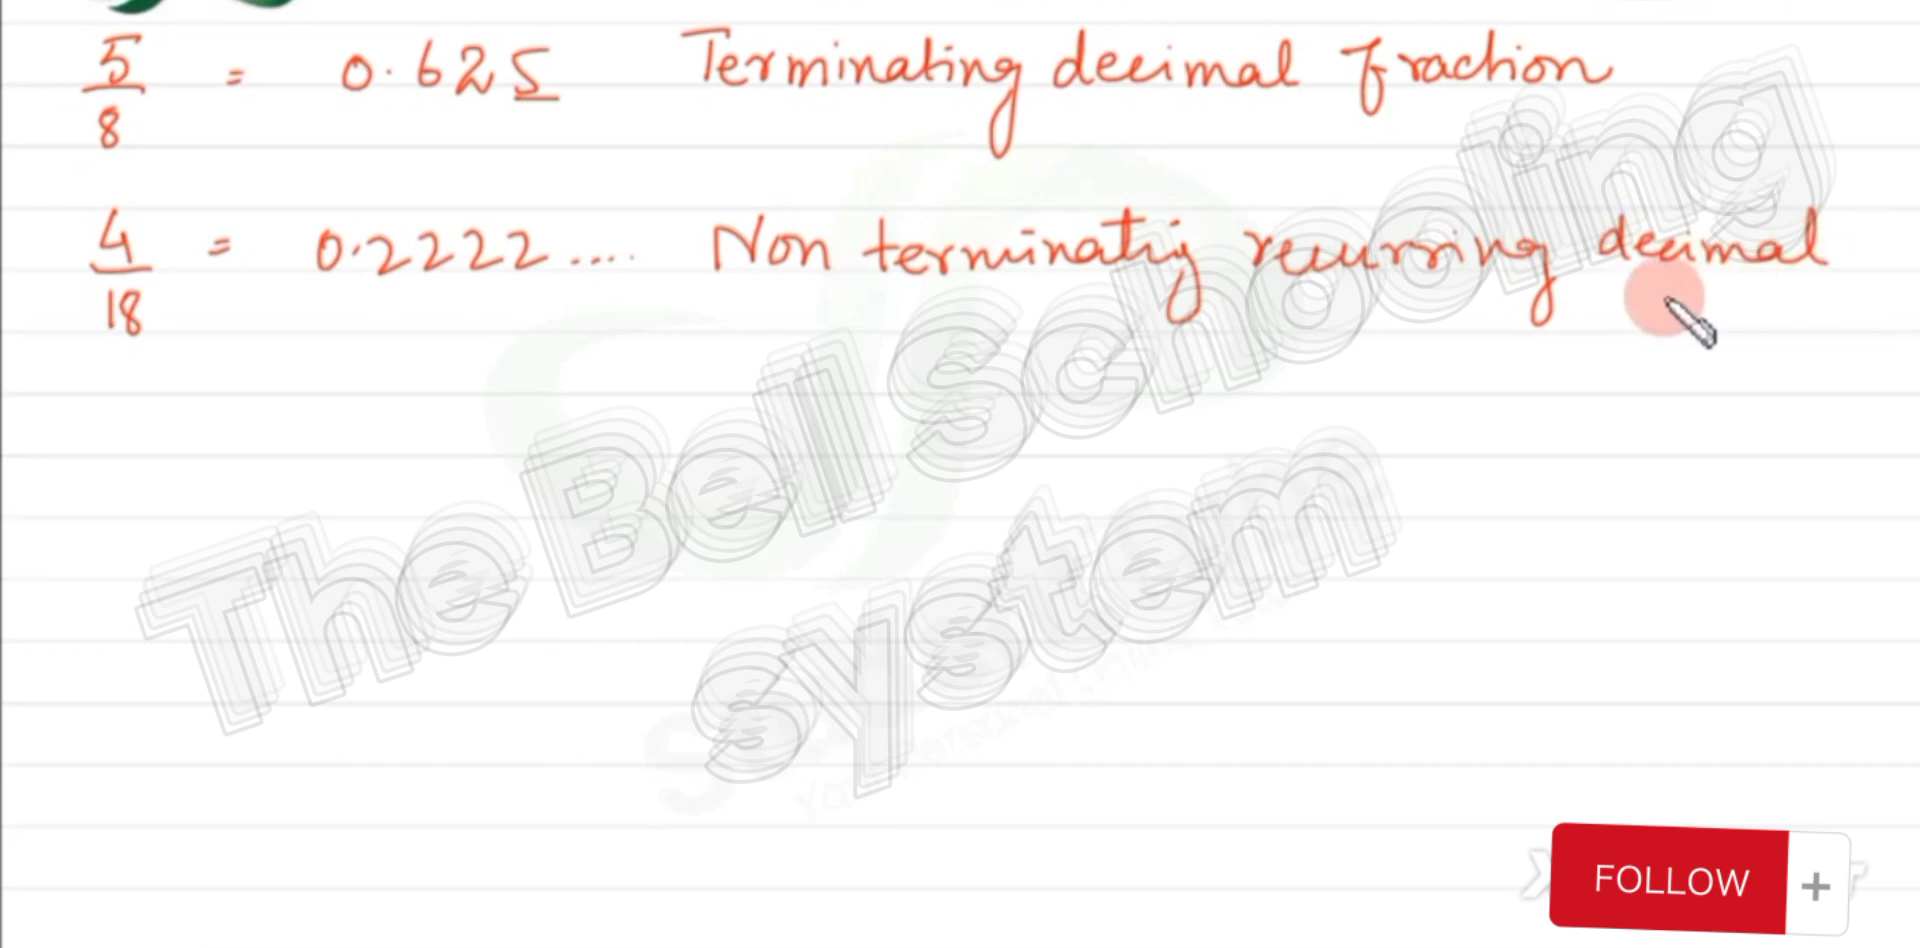 5/8 = 0.625 Terminating decimal fraction
4/18 = 0.2222.... Non terminating recurring decimal
The Bell Schooling
system
FOLLOW +